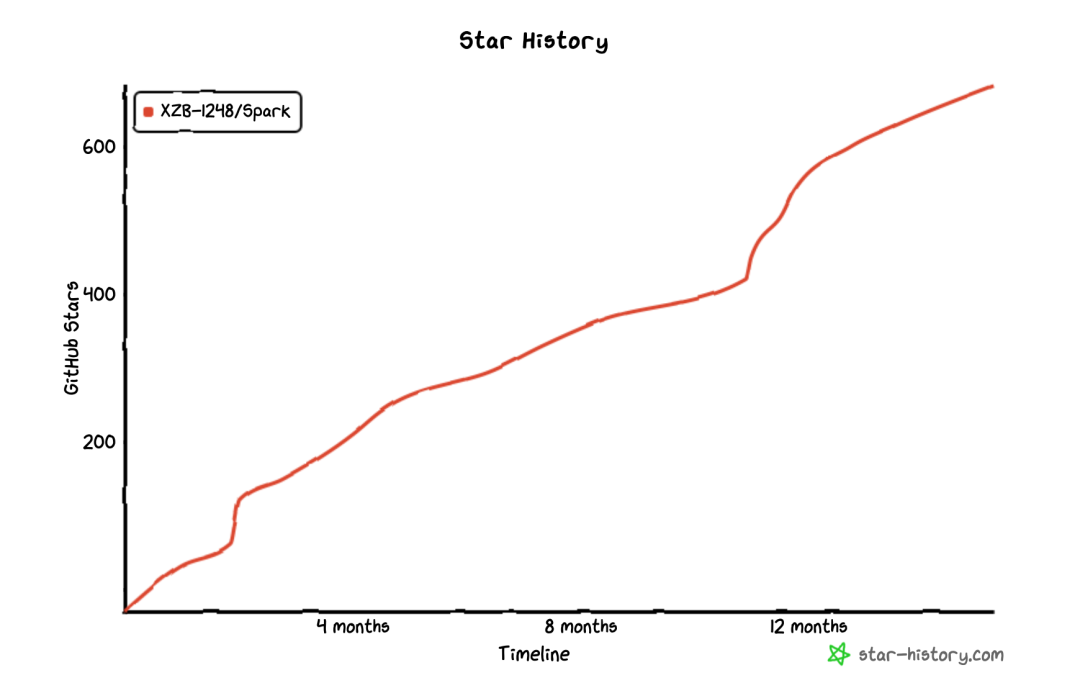 Star History
XZB-1248/Spark
600
400
200
GitHub Stars
4 months
8 months
12 months
Timeline
star-history.com